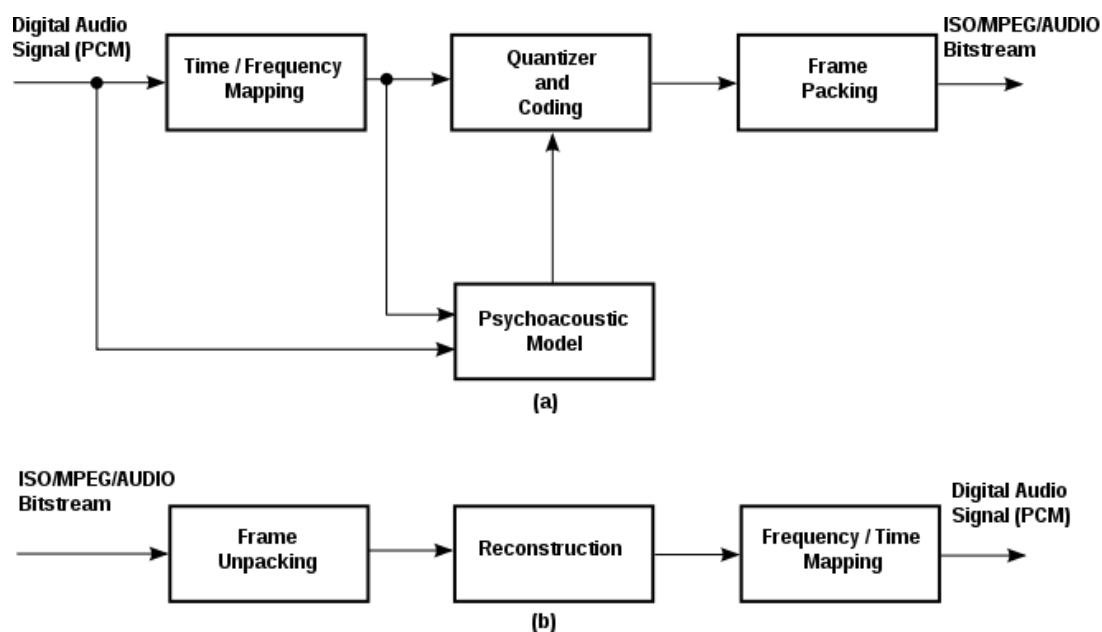 Digital Audio
Signal (PCM)
ISO/MPEG/AUDIO
Bitstream
Time / Frequency
Mapping
Quantizer
and
Coding
Frame
Packing
Psychoacoustic
Model
(a)
ISO/MPEG/AUDIO
Bitstream
Digital Audio
Signal (PCM)
Frame
Unpacking
Reconstruction
Frequency / Time
Mapping
(b)